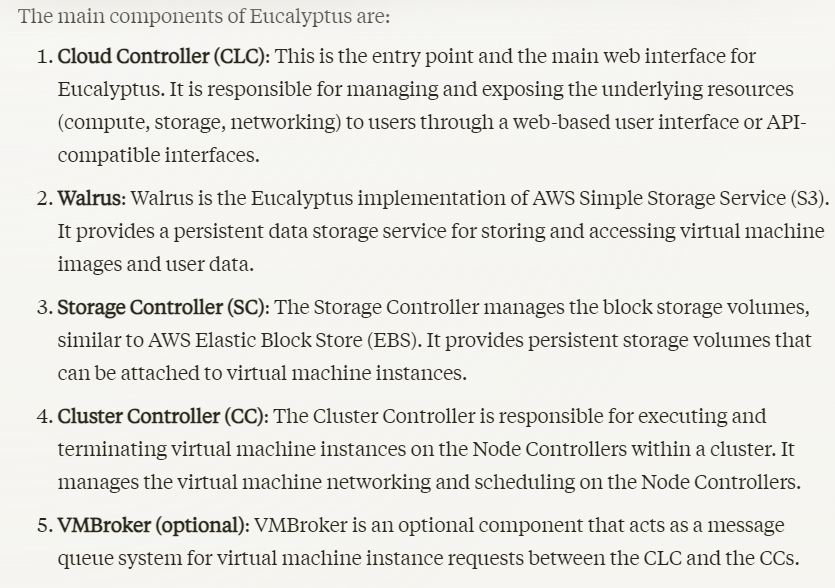 The main components of Eucalyptus are:
1. Cloud Controller (CLC): This is the entry point and the main web interface for
Eucalyptus. It is responsible for managing and exposing the underlying resources
(compute, storage, networking) to users through a web-based user interface or API-
compatible interfaces.
2. Walrus: Walrus is the Eucalyptus implementation of AWS Simple Storage Service (S3).
It provides a persistent data storage service for storing and accessing virtual machine
images and user data.
3. Storage Controller (SC): The Storage Controller manages the block storage volumes,
similar to AWS Elastic Block Store (EBS). It provides persistent storage volumes that
can be attached to virtual machine instances.
4. Cluster Controller (CC): The Cluster Controller is responsible for executing and
terminating virtual machine instances on the Node Controllers within a cluster. It
manages the virtual machine networking and scheduling on the Node Controllers.
5. VMBroker (optional): VMBroker is an optional component that acts as a message
queue system for virtual machine instance requests between the CLC and the CCs.